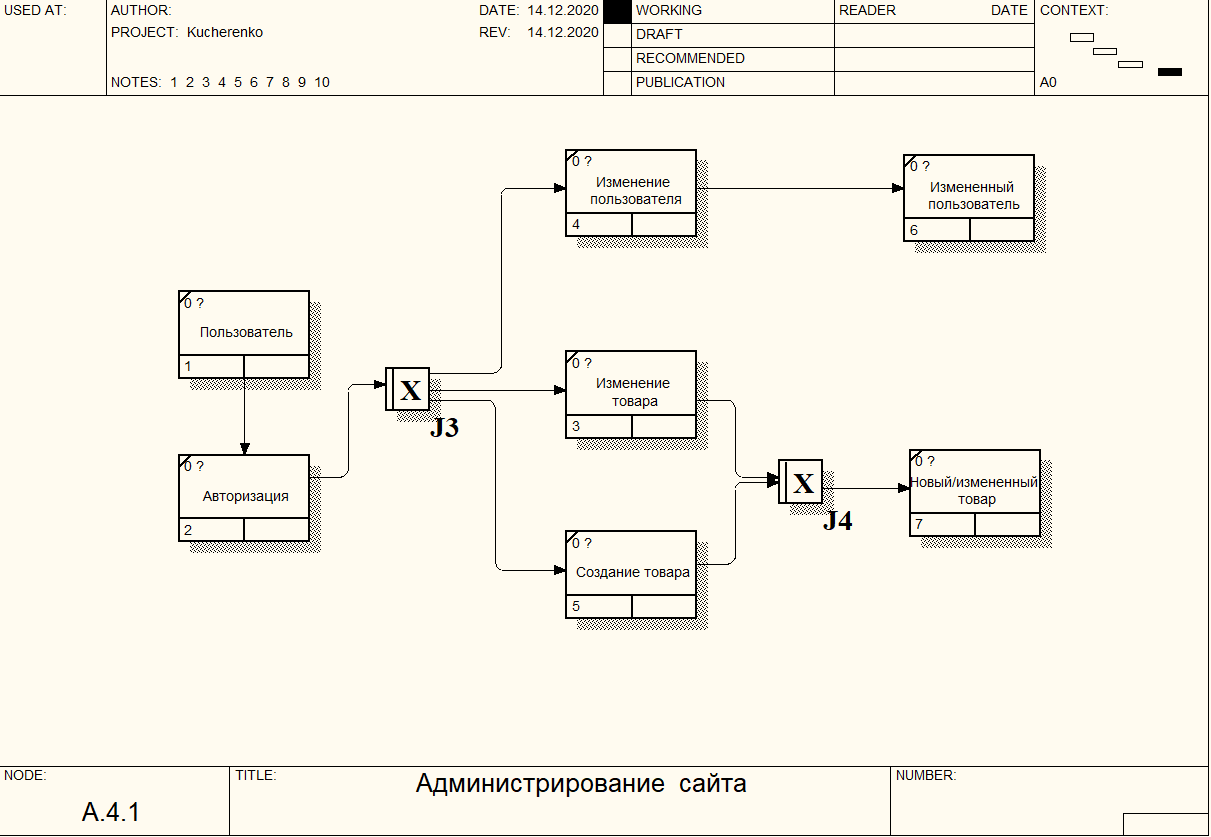 USED AT:
AUTHOR:
DATE: 14.12.2020
WORKING
READER
DATE
CONTEXT:
PROJECT: Kucherenko
REV: 14.12.2020
DRAFT
RECOMMENDED
NOTES: 1 2 3 4 5 6 7 8 9 10
PUBLICATION
A0
0 ?
Изменение
пользователя
4
0 ?
Измененный
пользователь
6
0 ?
Пользователь
1
0 ?
Изменение
товара
3
X
J3
0 ?
Авторизация
2
X
J4
0 ?
Новый/измененный
товар
7
0 ?
Создание товара
5
NODE:
A.4.1
TITLE:
Администрирование сайта
NUMBER: